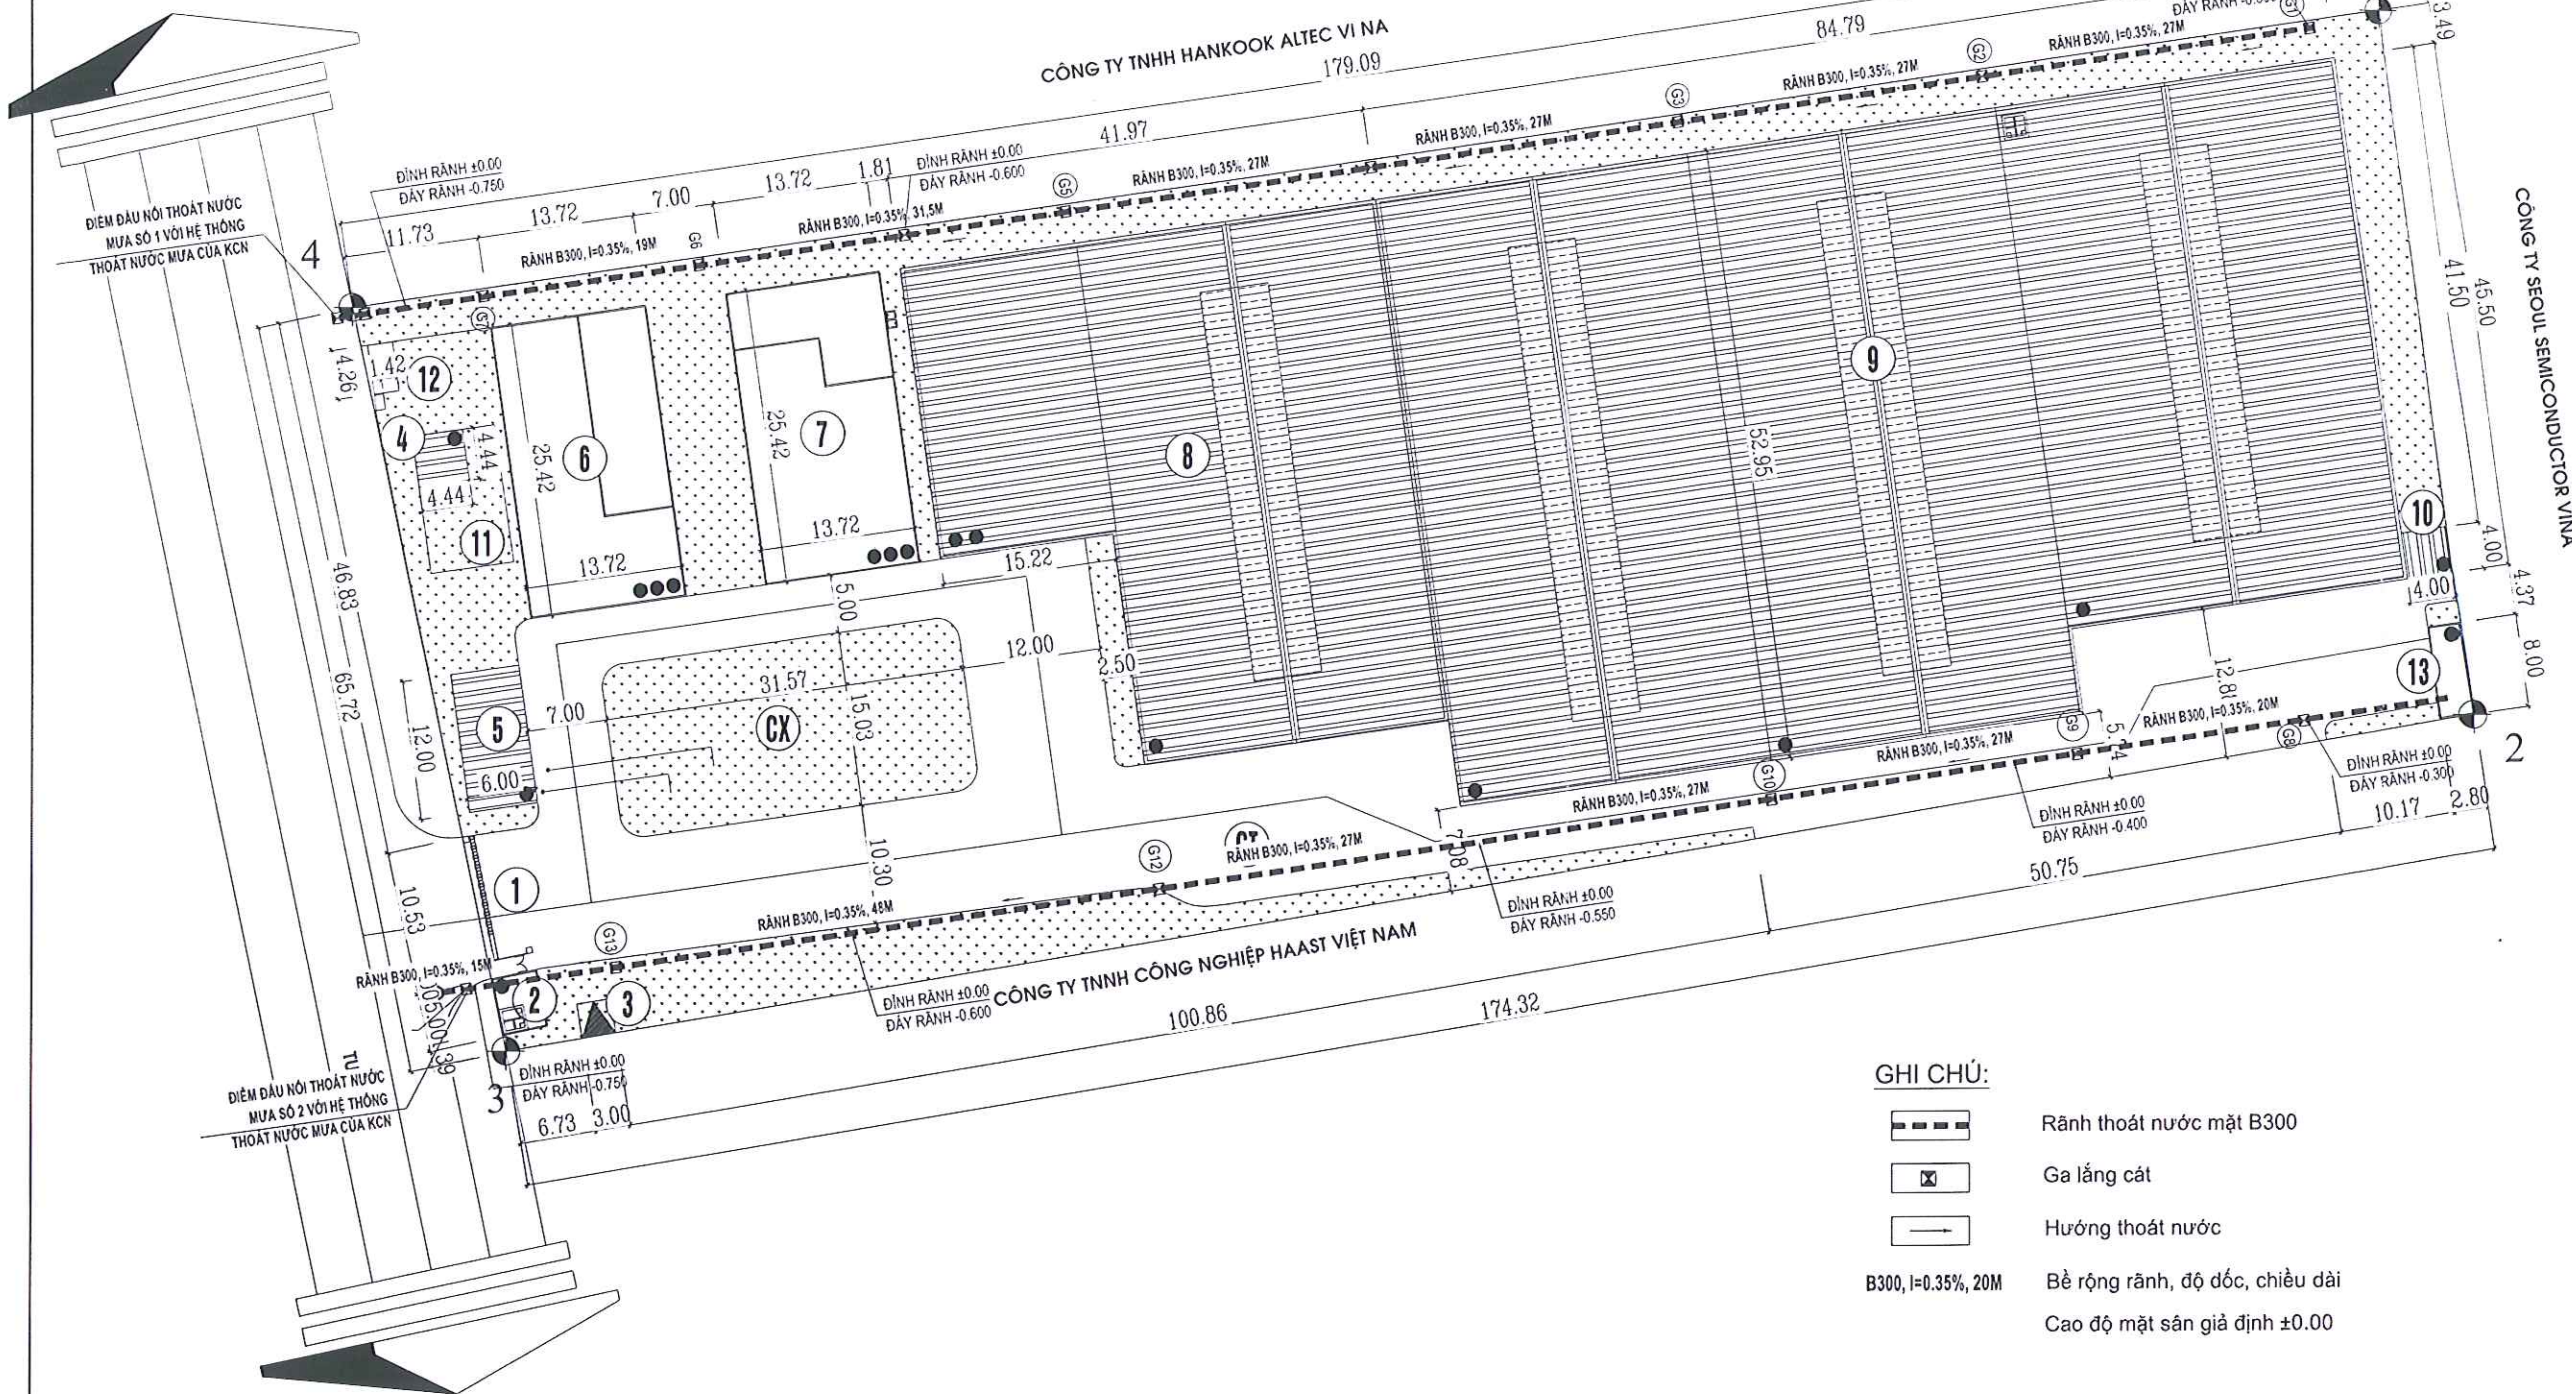 CÔNG TY TNHH HANKOOK ALTEC VI NA
179.09
84.79
3.49
G1
RÃNH B300, I=0.35%, 27M
G2
RÃNH B300, I=0.35%, 27M
G3
RÃNH B300, I=0.35%, 27M
41.97
RÃNH B300, I=0.35%, 27M
G5
ĐỈNH RÃNH ±0.00
ĐÁY RÃNH -0.600
1.81
13.72
7.00
13.72
11.73
RÃNH B300, I=0.35%, 31,5M
G6
RÃNH B300, I=0.35%, 19M
G7
ĐỈNH RÃNH ±0.00
ĐÁY RÃNH -0.750
ĐIỂM ĐẤU NỐI THOÁT NƯỚC
MƯA SỐ 1 VỚI HỆ THỐNG
THOÁT NƯỚC MƯA CỦA KCN
4
4.26
1.42
12
4
4.44
4.44
11
25.42
6
13.72
25.42
7
13.72
8
9
52.95
10
CÔNG TY SEOUL SEMICONDUCTOR VINA
41.50
45.50
4.00
4.00
4.37
8.00
13
12.8
2
46.83
65.72
12.00
5
6.00
7.00
31.57
CX
15.03
5.00
15.22
12.00
2.50
10.30
10.53
1
RÃNH B300, I=0.35%, 20M
G8
G9
RÃNH B300, I=0.35%, 27M
G10
RÃNH B300, I=0.35%, 27M
RÃNH B300, I=0.35%, 27M
G12
RÃNH B300, I=0.35%, 48M
G13
RÃNH B300, I=0.35%, 15M
ĐỈNH RÃNH ±0.00
ĐÁY RÃNH -0.300
10.17
2.80
ĐỈNH RÃNH ±0.00
ĐÁY RÃNH -0.400
50.75
ĐỈNH RÃNH ±0.00
ĐÁY RÃNH -0.550
CÔNG TY TNNH CÔNG NGHIỆP HAAST VIỆT NAM
ĐỈNH RÃNH ±0.00
ĐÁY RÃNH -0.600
100.86
174.32
2
3
3
ĐỈNH RÃNH ±0.00
ĐÁY RÃNH -0.750
6.73
3.00
ĐIỂM ĐẤU NỐI THOÁT NƯỚC
MƯA SỐ 2 VỚI HỆ THỐNG
THOÁT NƯỚC MƯA CỦA KCN
GHI CHÚ:
Rãnh thoát nước mặt B300
Ga lắng cát
Hướng thoát nước
B300, I=0.35%, 20M Bề rộng rãnh, độ dốc, chiều dài
Cao độ mặt sân giả định ±0.00